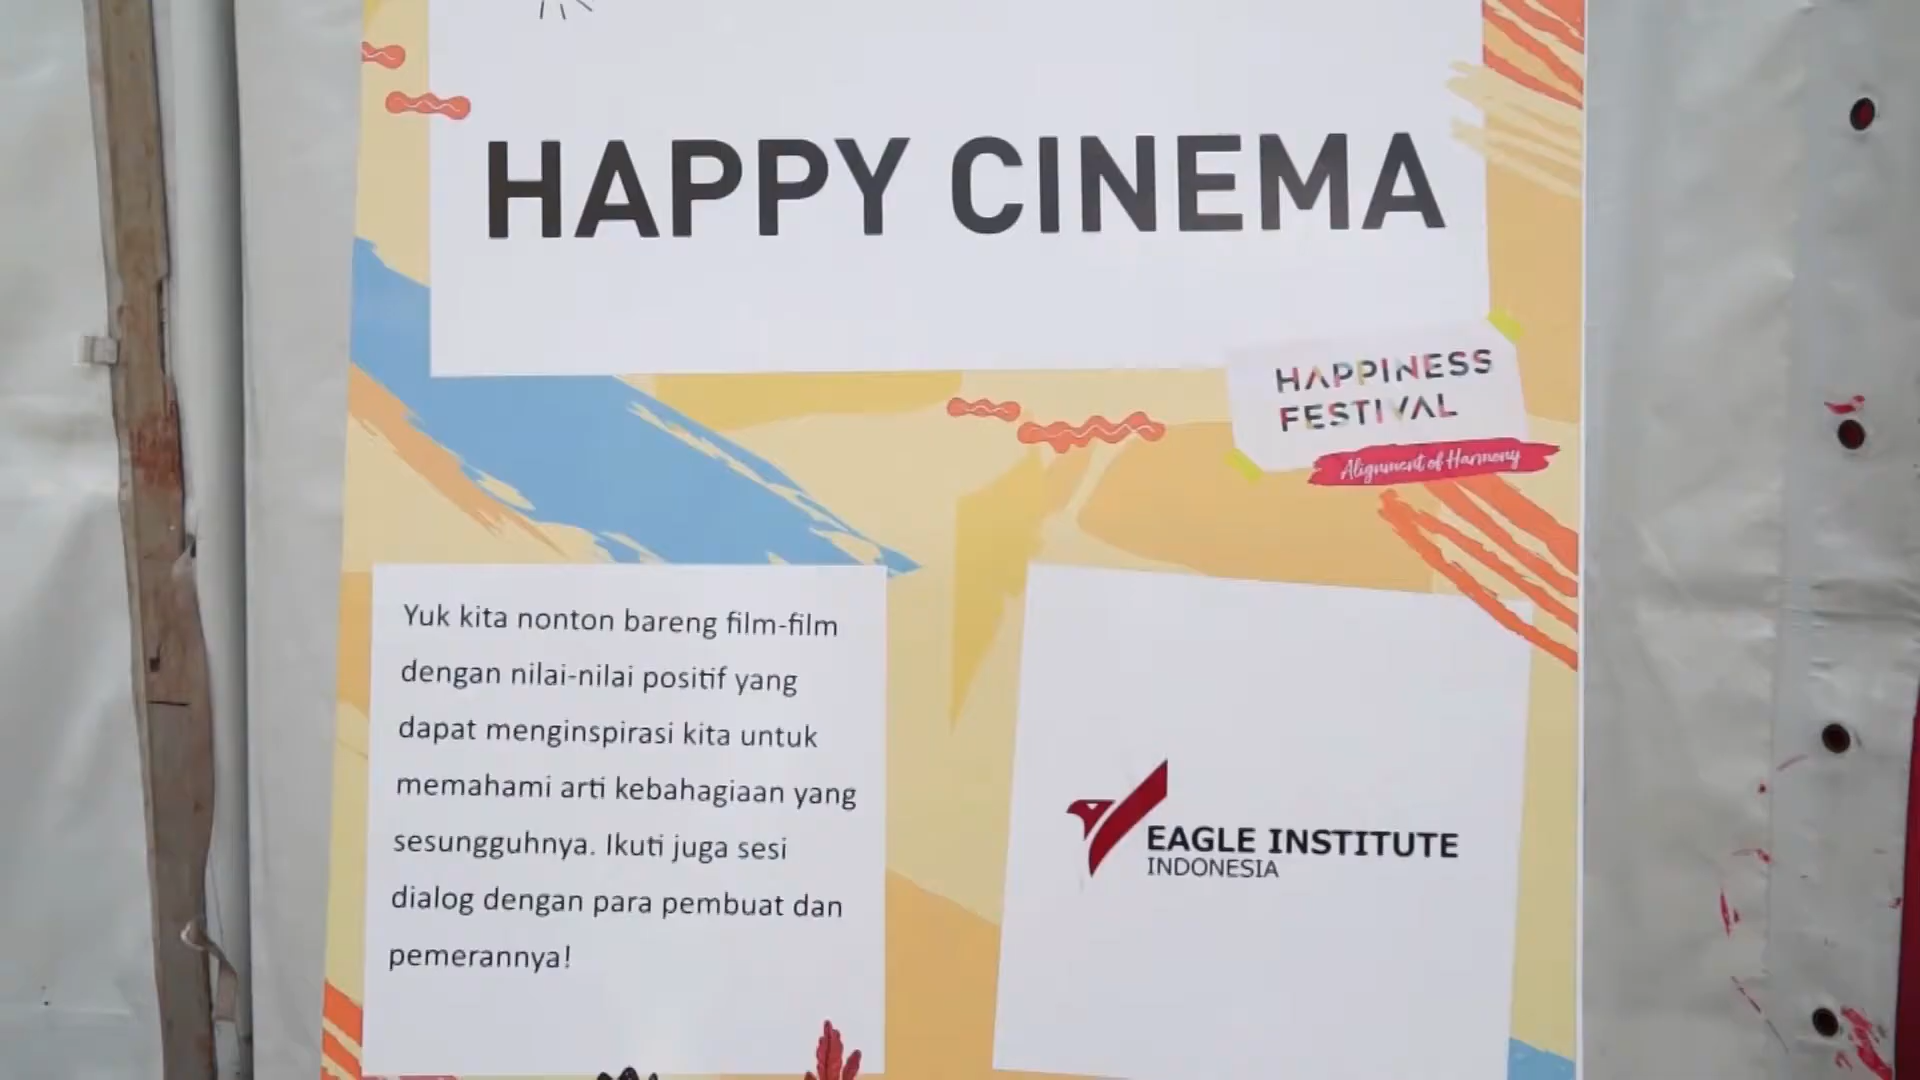 HAPPY CINEMA
HAPPINESS
FESTIVAL
Alignment of Harmony
Yuk kita nonton bareng film-film
dengan nilai-nilai positif yang
dapat menginspirasi kita untuk
memahami arti kebahagiaan yang
sesungguhnya. Ikuti juga sesi
dialog dengan para pembuat dan
pemerannya!
EAGLE INSTITUTE
INDONESIA